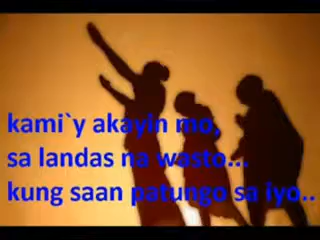 kami`y akayin mo,
sa landas na wasto...
kung saan patungo sa iyo..